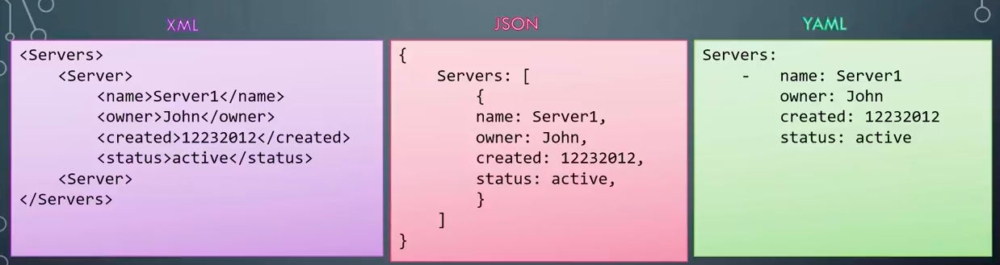 XML
<Servers>
<Server>
<name>Server1</name>
<owner>John</owner>
<created>12232012</created>
<status>active</status>
<Server>
</Servers>
JSON
{
Servers: [
{
name: Server1,
owner: John,
created: 12232012,
status: active,
}
]
}
YAML
Servers:
- name: Server1
owner: John
created: 12232012
status: active